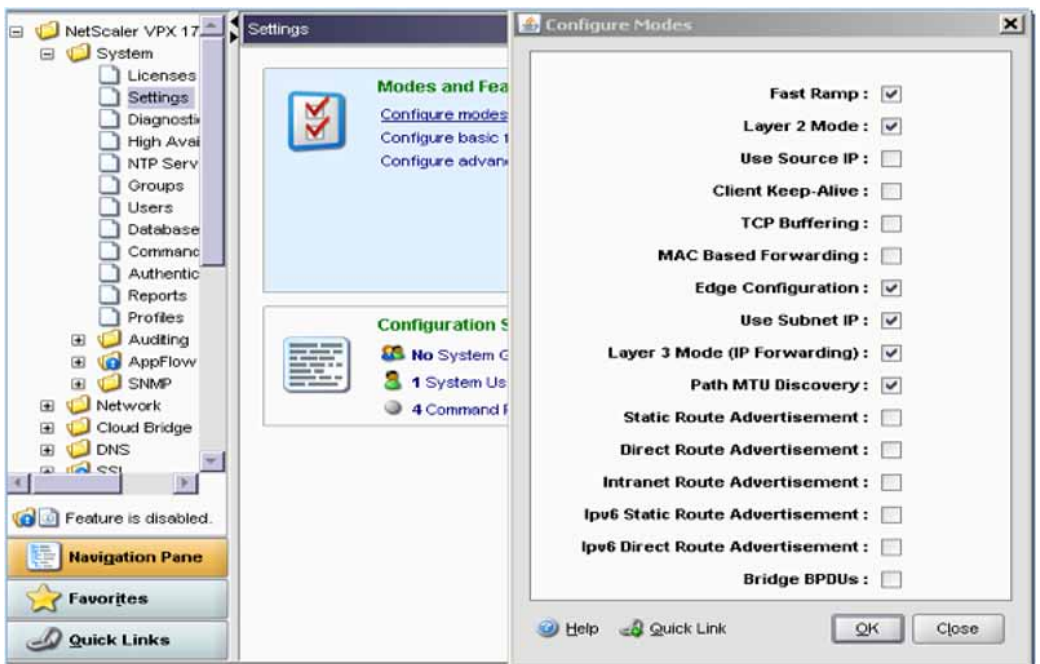 NetScaler VPX 17
System
Licenses
Settings
Diagnosti
High Avai
NTP Serv
Groups
Users
Database
Commanc
Authentic
Reports
Profiles
Auditing
AppFlow
SNMP
Network
Cloud Bridge
DNS
SSL
Feature is disabled.
Navigation Pane
Favorites
Quick Links
Settings
Modes and Fea
Configure modes
Configure basic f
Configure advan
Configuration S
No System G
1 System Us
4 Command P
Configure Modes
Fast Ramp :
Layer 2 Mode :
Use Source IP :
Client Keep-Alive :
TCP Buffering :
MAC Based Forwarding :
Edge Configuration :
Use Subnet IP :
Layer 3 Mode (IP Forwarding) :
Path MTU Discovery :
Static Route Advertisement :
Direct Route Advertisement :
Intranet Route Advertisement :
Ipv6 Static Route Advertisement :
Ipv6 Direct Route Advertisement :
Bridge BPDUs :
Help
Quick Link
OK
Close